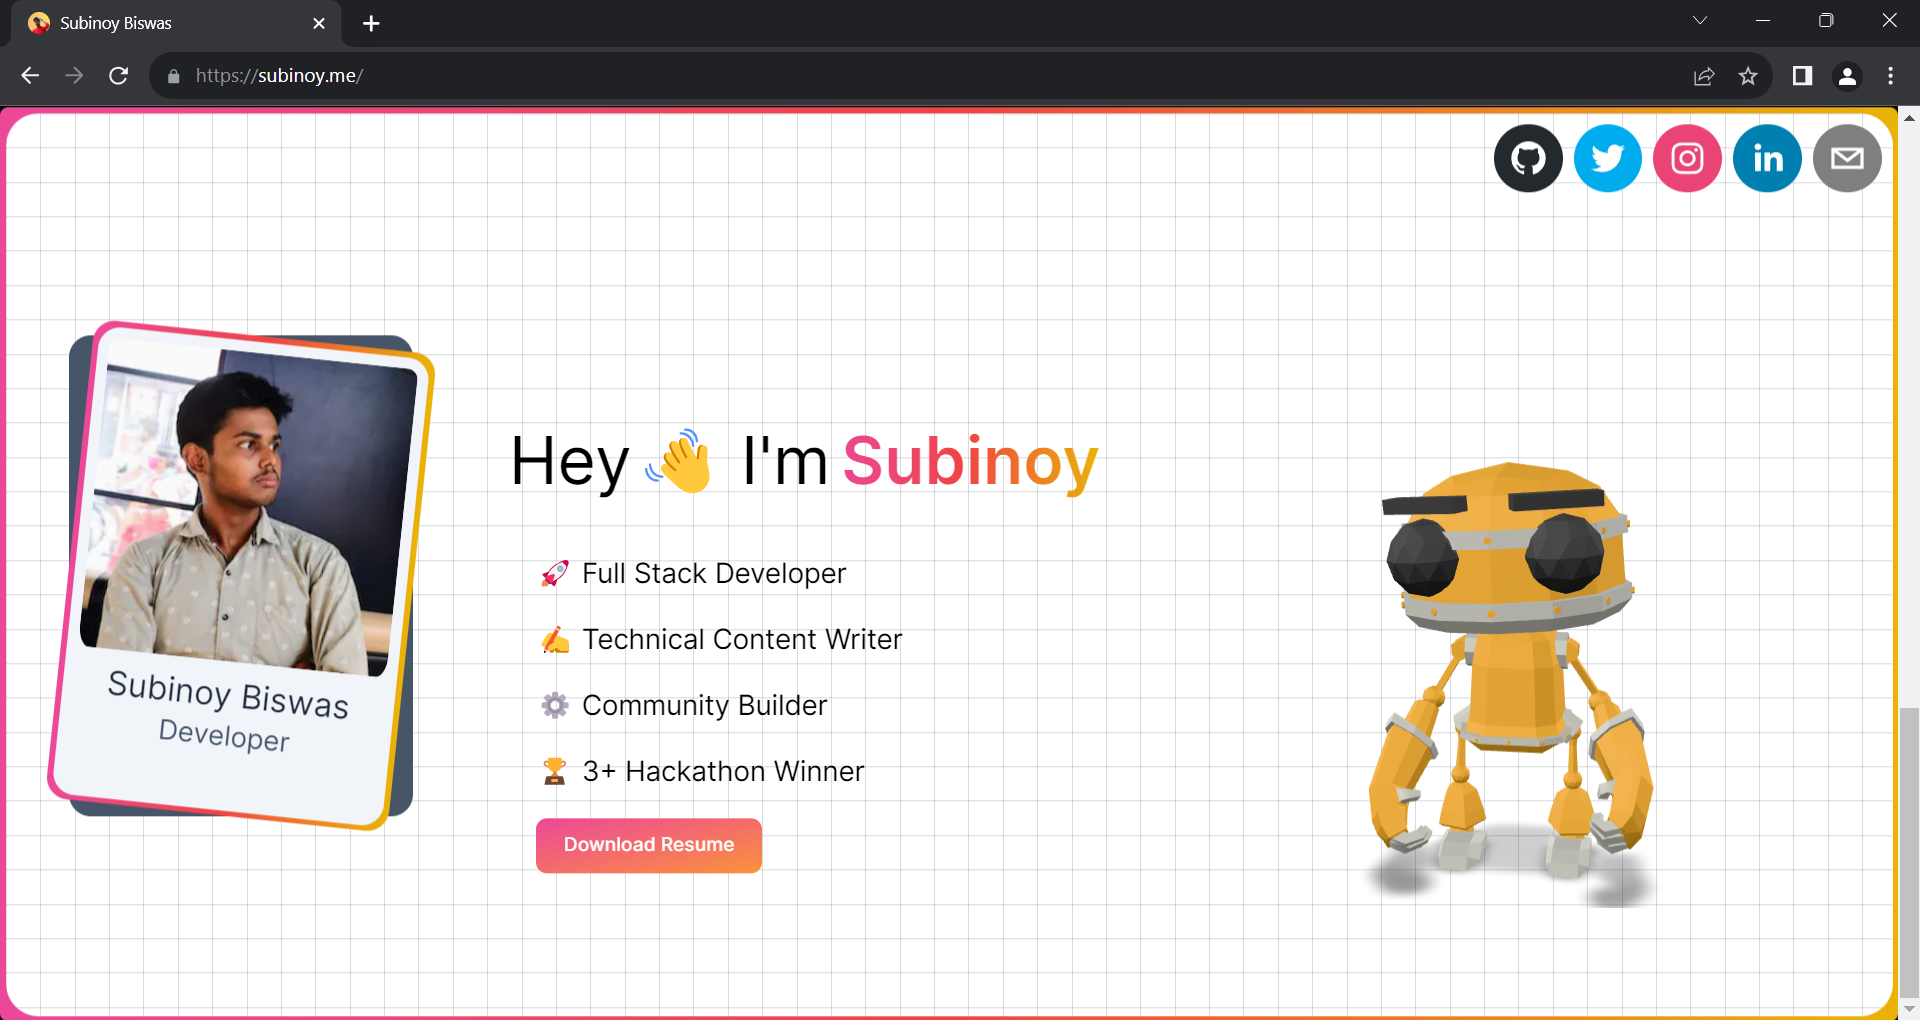 Subinoy Biswas
https://subinoy.me/
in
Hey 👋 I'm Subinoy
🚀 Full Stack Developer
✍️ Technical Content Writer
⚙️ Community Builder
🏆 3+ Hackathon Winner
Download Resume
Subinoy Biswas
Developer